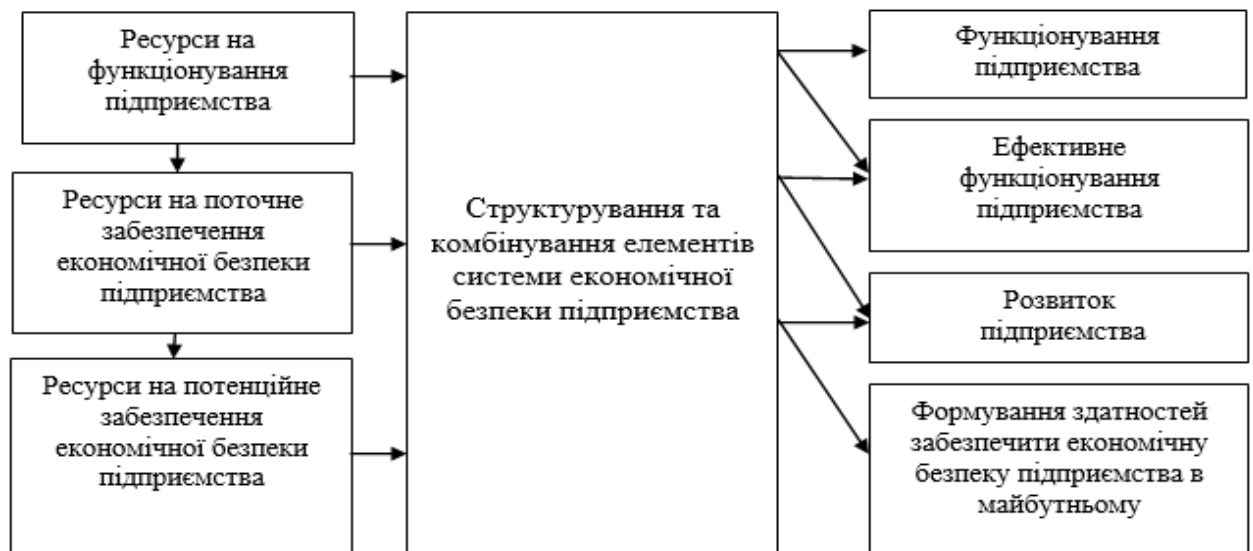 Ресурси на
функціонування
підприємства
Ресурси на поточне
забезпечення
економічної безпеки
підприємства
Ресурси на потенційне
забезпечення
економічної безпеки
підприємства
Структурування та
комбінування елементів
системи економічної
безпеки підприємства
Функціонування
підприємства
Ефективне
функціонування
підприємства
Розвиток
підприємства
Формування здатностей
забезпечити економічну
безпеку підприємства в
майбутньому